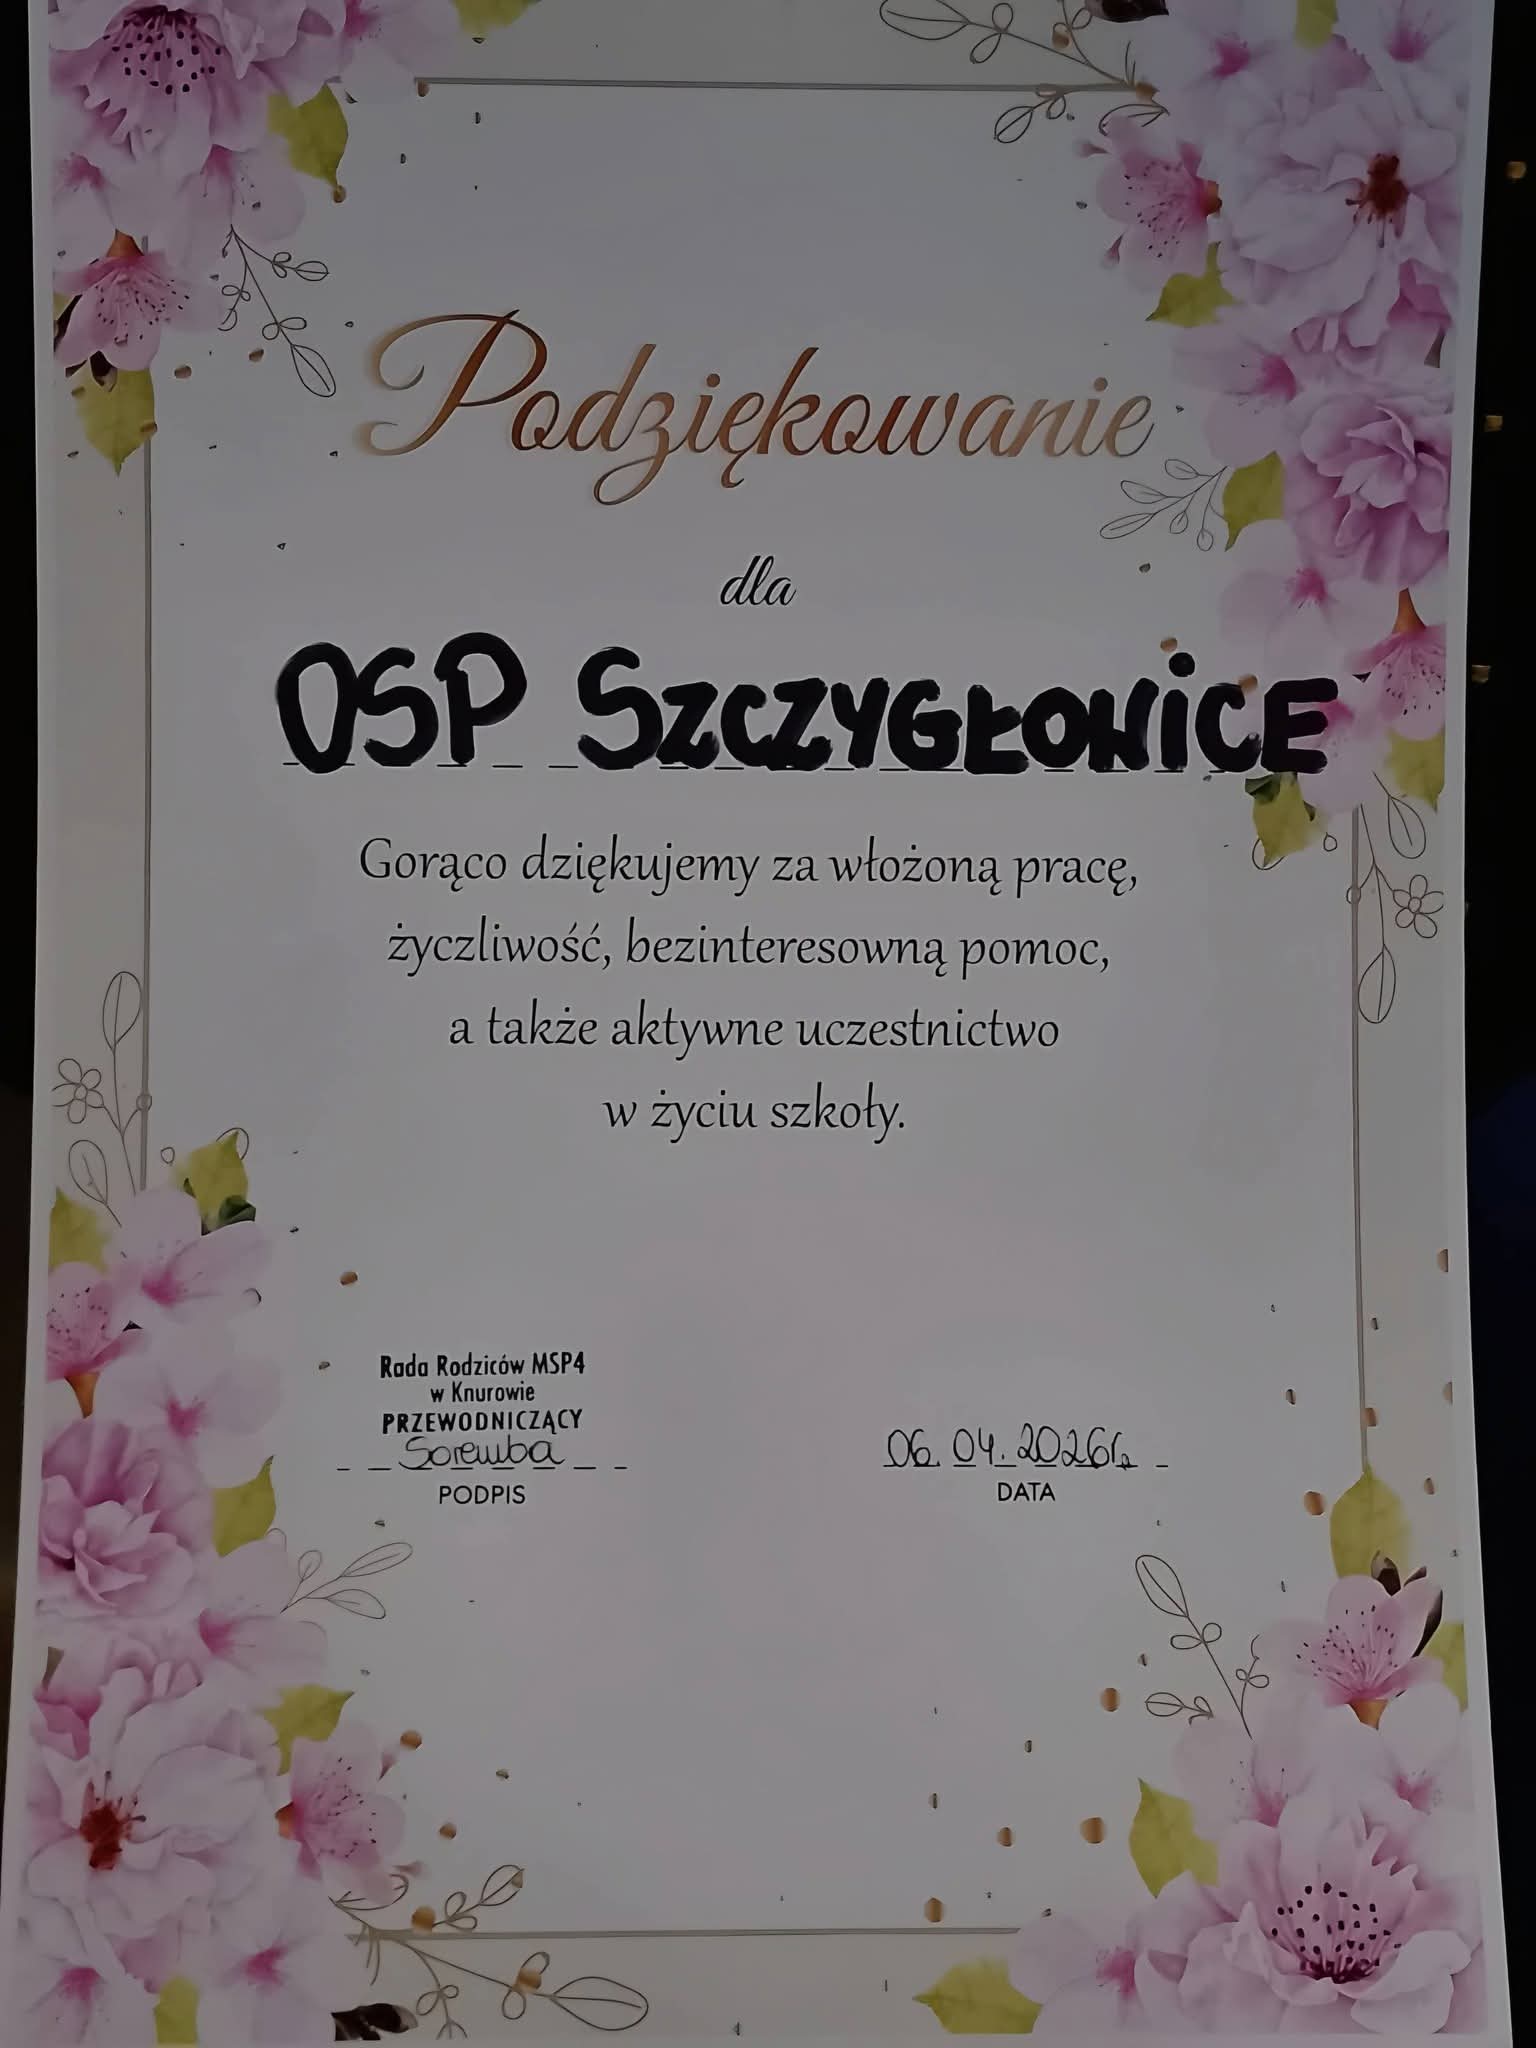 Podziękowanie
dla
OSP SZCZYGŁOWICE
Gorąco dziękujemy za włożoną pracę,
życzliwość, bezinteresowną pomoc,
a także aktywne uczestnictwo
w życiu szkoły.
Rada Rodziców MSP4
w Knurowie
PRZEWODNICZĄCY
PODPIS
06.04.2026r.
DATA